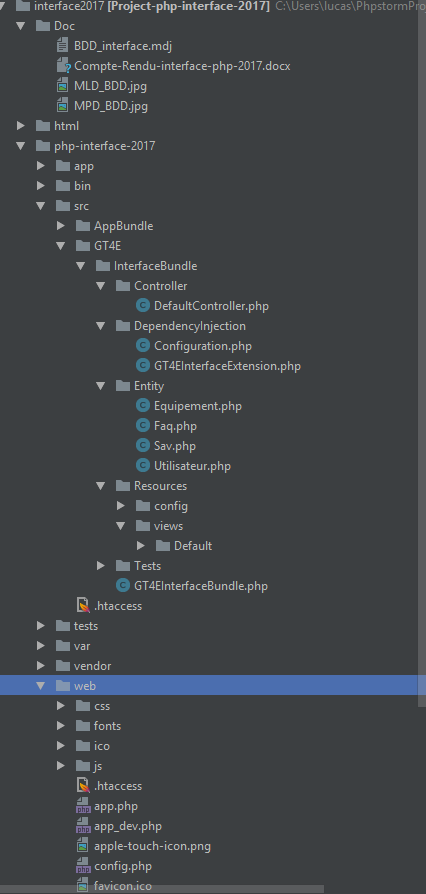 interface2017 [Project-php-interface-2017] C:\Users\lucas\PhpstormPro
Doc
BDD_interface.mdj
Compte-Rendu-interface-php-2017.docx
MLD_BDD.jpg
MPD_BDD.jpg
html
php-interface-2017
app
bin
src
AppBundle
GT4E
InterfaceBundle
Controller
DefaultController.php
DependencyInjection
Configuration.php
GT4EInterfaceExtension.php
Entity
Equipement.php
Faq.php
Sav.php
Utilisateur.php
Resources
config
views
Default
Tests
GT4EInterfaceBundle.php
.htaccess
tests
var
vendor
web
css
fonts
ico
js
.htaccess
app.php
app_dev.php
apple-touch-icon.png
config.php
favicon.ico